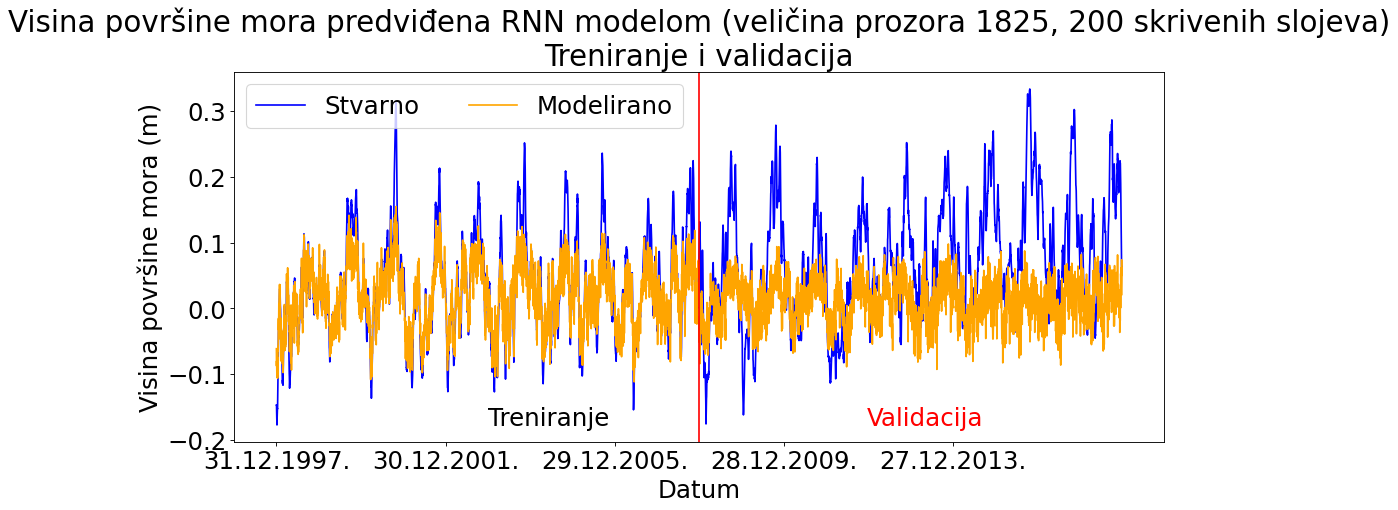 Visina površine mora predviđena RNN modelom (veličina prozora 1825, 200 skrivenih slojeva)
Treniranje i validacija
Stvarno
Modelirano
Visina površine mora (m)
0.3
0.2
0.1
0.0
−0.1
−0.2
Treniranje
Validacija
31.12.1997.
30.12.2001.
29.12.2005.
28.12.2009.
27.12.2013.
Datum